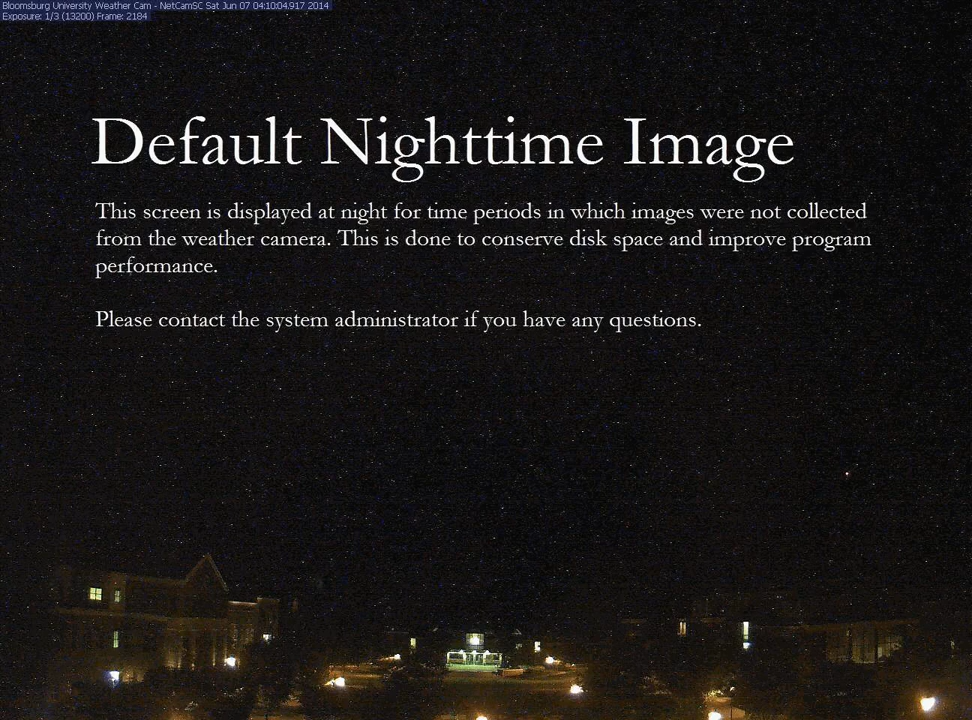 Bloomsburg University Weather Cam - NetCamSC Sat Jun 07 04:10:04.917 2014
Exposure: 1/3 (13200) Frame: 2184
Default Nighttime Image
This screen is displayed at night for time periods in which images were not collected
from the weather camera. This is done to conserve disk space and improve program
performance.
Please contact the system administrator if you have any questions.